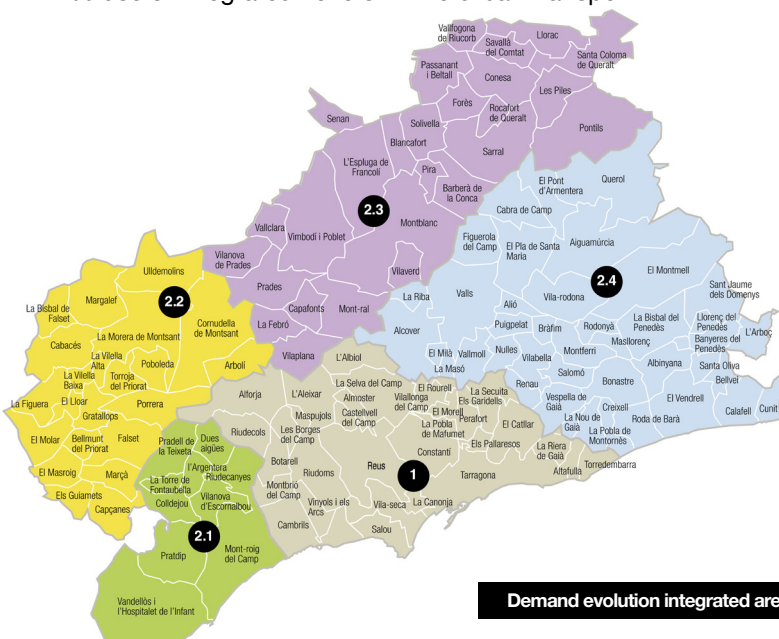 Vallfogona
de Riucorb
Savallà
del Comtat
Llorac
Santa Coloma
de Queralt
Passanant
i Beltall
Conesa
Les Piles
Forès
Rocafort
de Queralt
Senan
Solivella
Pontils
Blancafort
Sarral
L'Espluga de
Francolí
Pira
Barberà de
la Conca
2.3
Montblanc
Vallclara
Vimbodí i Poblet
Vilanova
de Prades
Vilaverd
Prades
Capafonts
Mont-ral
La Febró
Vilaplana
El Pont
d'Armentera
Querol
Cabra de Camp
Figuerola
del Camp
El Pla de Santa
Maria
Aiguamúrcia
El Montmell
2.4
Sant Jaume
dels Domenys
La Riba
Valls
Vila-rodona
Alió
La Bisbal del
Penedès
Llorenç del
Penedès
L'Arboç
Alcover
Puigpelat
Bràfim
Rodonyà
Masllorenç
Banyeres del
Penedès
El Milà
Vallmoll
Nulles
Vilabella
Montferri
Albinyana
Santa Oliva
La Masó
Salomó
Bellvei
Renau
Bonastre
Vespella de
Gaià
Creixell
El Vendrell
Calafell
Cunit
La Nou de
Gaià
Roda de Barà
La Pobla de
Montornès
Ulldemolins
2.2
Margalef
La Bisbal de
Falset
Cornudella
de Montsant
La Morera de Montsant
Cabacés
La Vilella
Alta
Poboleda
Arbolí
La Vilella
Baixa
Torroja
del Priorat
La Figuera
El Lloar
Porrera
Gratallops
El Molar
Bellmunt
del Priorat
Falset
El Masroig
Marçà
Els Guiamets
Capçanes
Pradell de
la Teixeta
Dues
aigües
l'Argentera
Riudecanyes
La Torre de
Fontaubella
Colldejou
Vilanova
d'Escornalbou
2.1
Pratdip
Mont-roig
del Camp
Vandellòs i
l'Hospitalet de l'Infant
L'Albiol
Alforja
L'Aleixar
La Selva del Camp
El Rourell
La Secuita
Almoster
Vilallonga
del Camp
Els Garidells
Maspujols
Castellvell
del Camp
El Morell
Perafort
Riudecols
Les Borges
del Camp
La Pobla
de Mafumet
El Catllar
Els Pallaresos
La Riera
de Gaià
Botarell
Constantí
Reus
Altafulla
Torredembarra
Riudoms
1
Tarragona
Montbrió
del Camp
Vinyols i els
Arcs
Vila-seca
La Canonja
Cambrils
Salou
Demand evolution integrated are